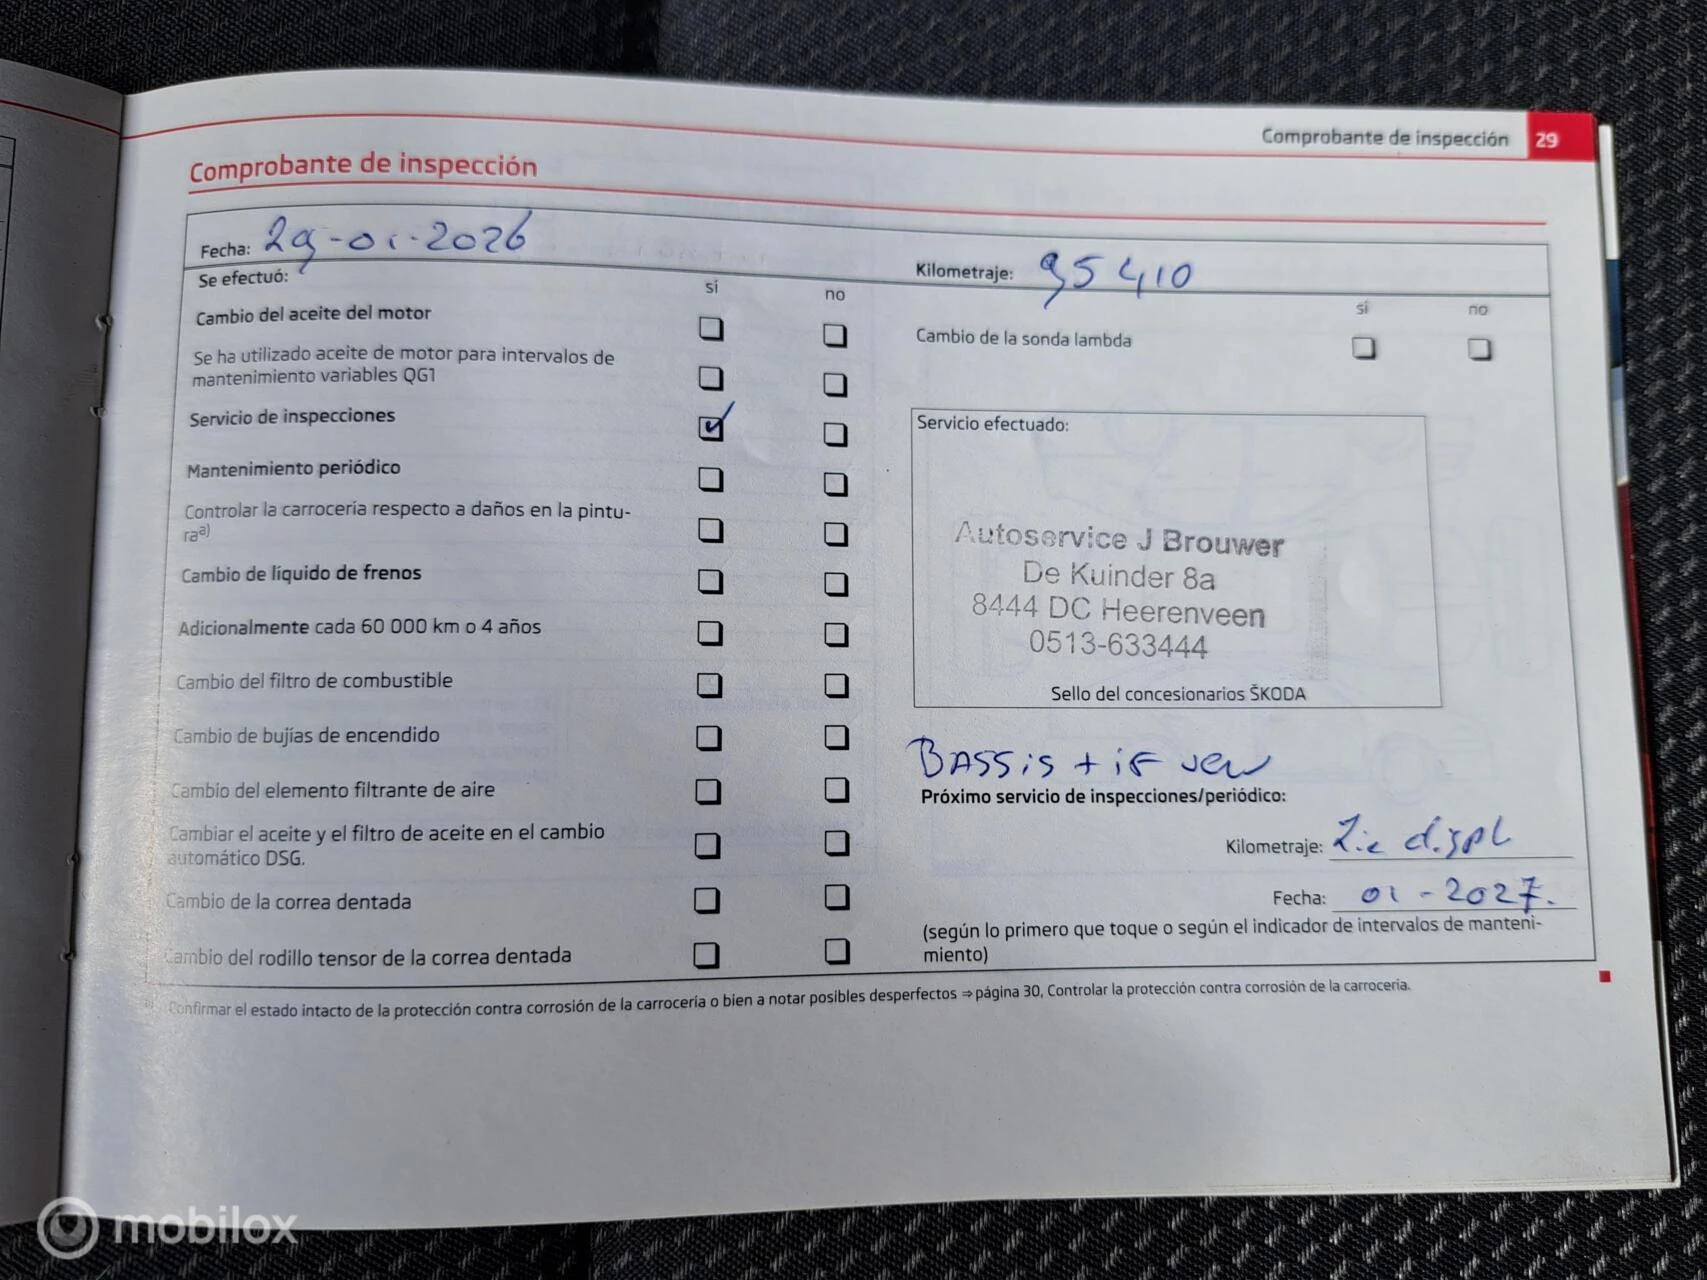 Comprobante de inspección 29
Comprobante de inspección
Fecha: 29-01-2026
Kilometraje: 95410
Se efectuó:
sí no
sí no
Cambio del aceite del motor
Se ha utilizado aceite de motor para intervalos de
mantenimiento variables QG1
Servicio de inspecciones
Mantenimiento periódico
Controlar la carrocería respecto a daños en la pintu-
raa)
Cambio de líquido de frenos
Adicionalmente cada 60 000 km o 4 años
Cambio del filtro de combustible
Cambio de bujías de encendido
Cambio del elemento filtrante de aire
Cambiar el aceite y el filtro de aceite en el cambio
automático DSG.
Cambio de la correa dentada
Cambio del rodillo tensor de la correa dentada
Cambio de la sonda lambda
Servicio efectuado:
Autoservice J Brouwer
De Kuinder 8a
8444 DC Heerenveen
0513-633444
Sello del concesionarios ŠKODA
BASSis +
Próximo servicio de inspecciones/periódico:
Kilometraje: Zie displ
Fecha: 01-2027.
(según lo primero que toque o según el indicador de intervalos de manteni-
miento)
a) Confirmar el estado intacto de la protección contra corrosión de la carrocería o bien a notar posibles desperfectos ⇒ página 30, Controlar la protección contra corrosión de la carrocería.
mobilox